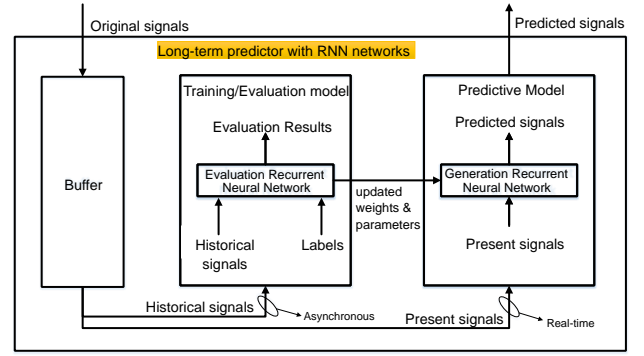 Original signals
Predicted signals
Long-term predictor with RNN networks
Buffer
Training/Evaluation model
Evaluation Results
Evaluation Recurrent
Neural Network
Historical
signals
Labels
updated
weights &
parameters
Predictive Model
Predicted signals
Generation Recurrent
Neural Network
Present signals
Historical signals
Asynchronous
Present signals
Real-time